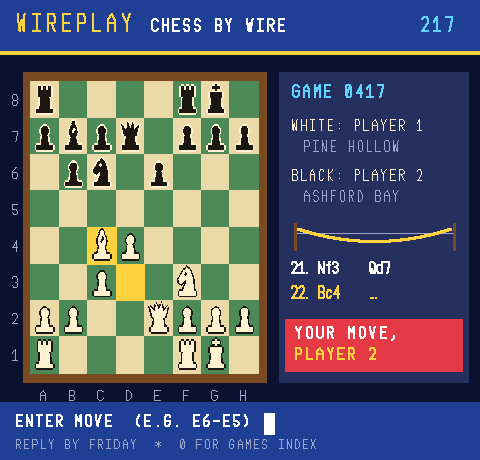 WIREPLAY CHESS BY WIRE 217
GAME 0417
WHITE: PLAYER 1
PINE HOLLOW
BLACK: PLAYER 2
ASHFORD BAY
21. Nf3 Qd7
22. Bc4 …
YOUR MOVE,
PLAYER 2
8
7
6
5
4
3
2
1
A B C D E F G H
ENTER MOVE (E.G. E6-E5)
REPLY BY FRIDAY * 0 FOR GAMES INDEX